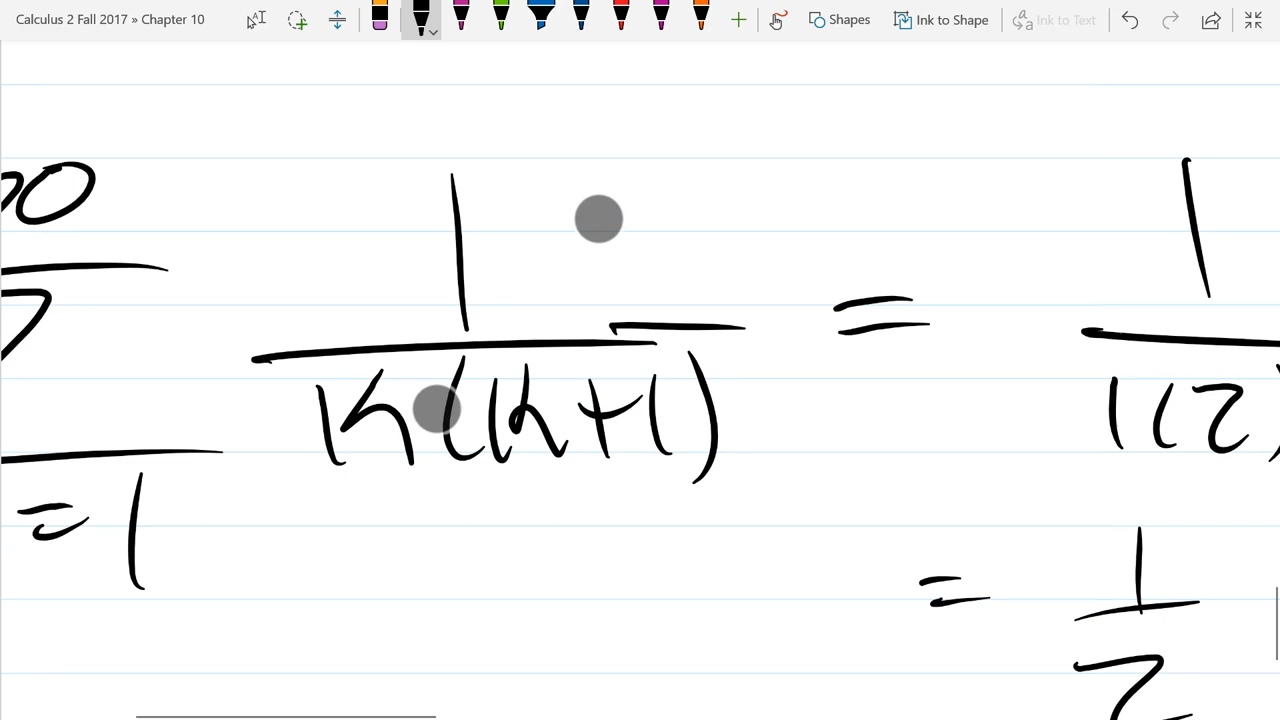 Calculus 2 Fall 2017 » Chapter 10 Shapes Ink to Shape Ink to Text
∞ 1 1
k(k+1) = 1(2)
= 1
= 1
2